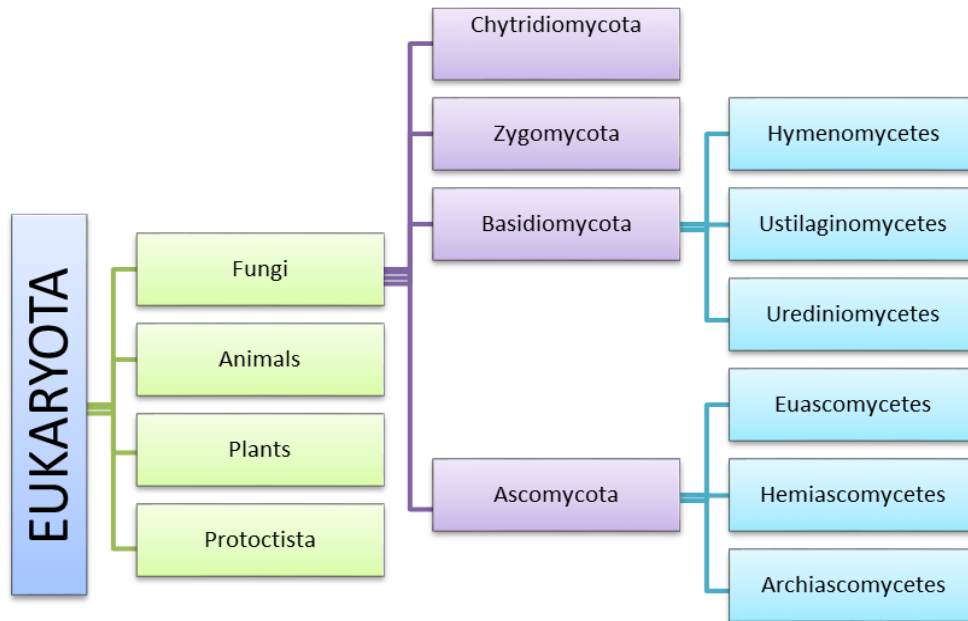 EUKARYOTA
Fungi
Animals
Plants
Protoctista
Chytridiomycota
Zygomycota
Basidiomycota
Ascomycota
Hymenomycetes
Ustilaginomycetes
Urediniomycetes
Euascomycetes
Hemiascomycetes
Archiascomycetes